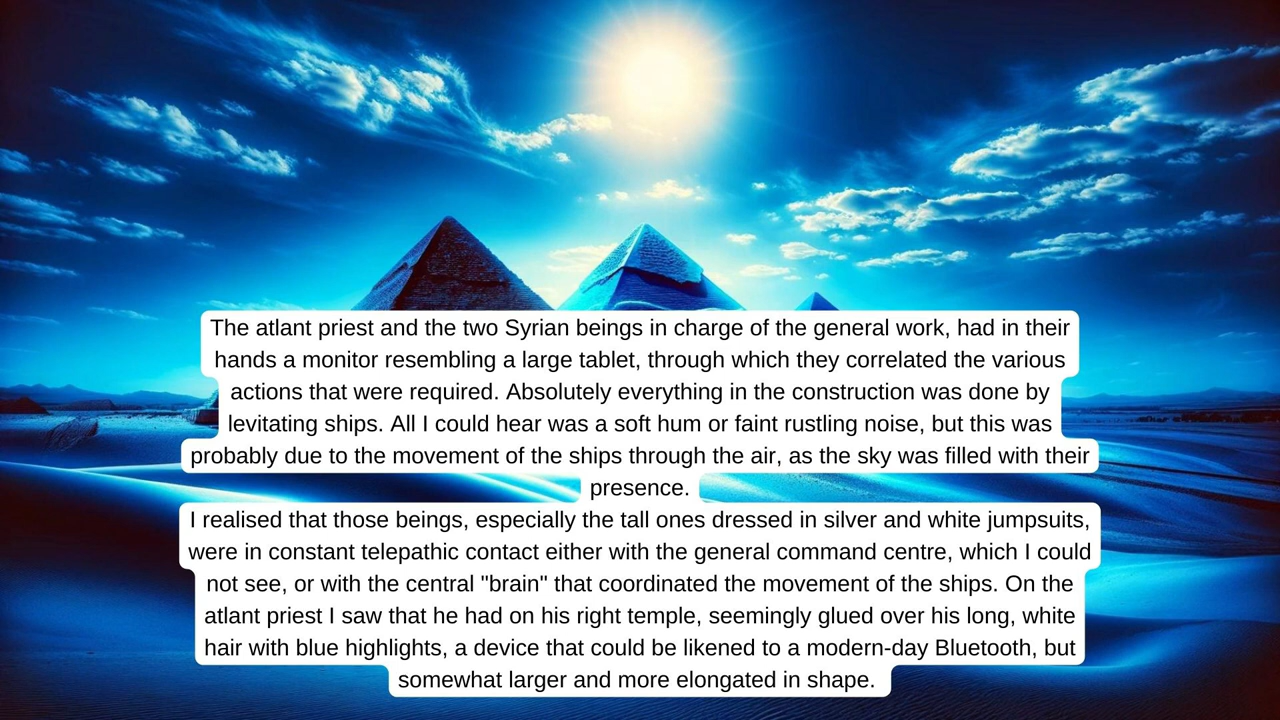 The atlant priest and the two Syrian beings in charge of the general work, had in their
hands a monitor resembling a large tablet, through which they correlated the various
actions that were required. Absolutely everything in the construction was done by
levitating ships. All I could hear was a soft hum or faint rustling noise, but this was
probably due to the movement of the ships through the air, as the sky was filled with their
presence.
I realised that those beings, especially the tall ones dressed in silver and white jumpsuits,
were in constant telepathic contact either with the general command centre, which I could
not see, or with the central "brain" that coordinated the movement of the ships. On the
atlant priest I saw that he had on his right temple, seemingly glued over his long, white
hair with blue highlights, a device that could be likened to a modern-day Bluetooth, but
somewhat larger and more elongated in shape.